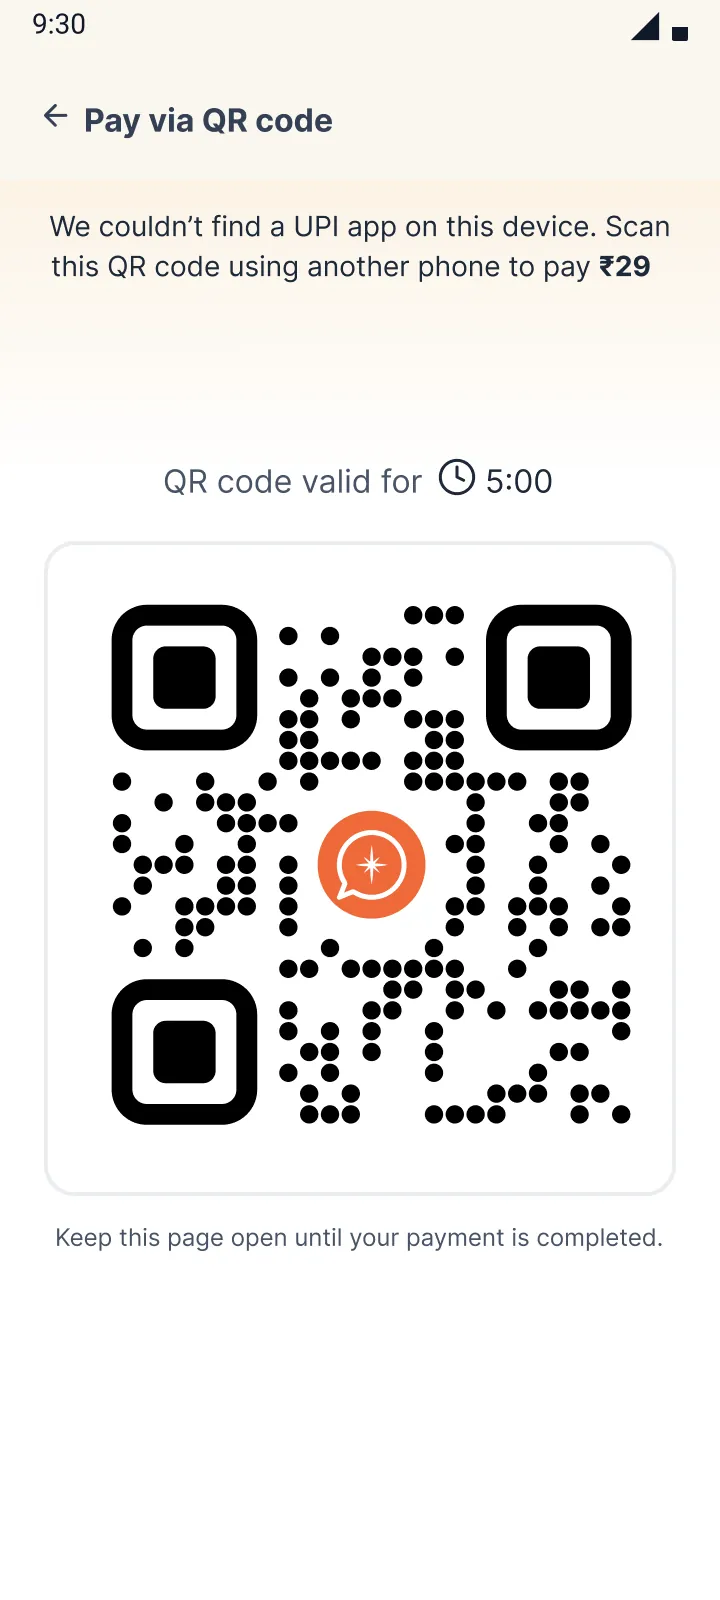 9:30
Pay via QR code
We couldn’t find a UPI app on this device. Scan
this QR code using another phone to pay ₹29
QR code valid for 5:00
Keep this page open until your payment is completed.